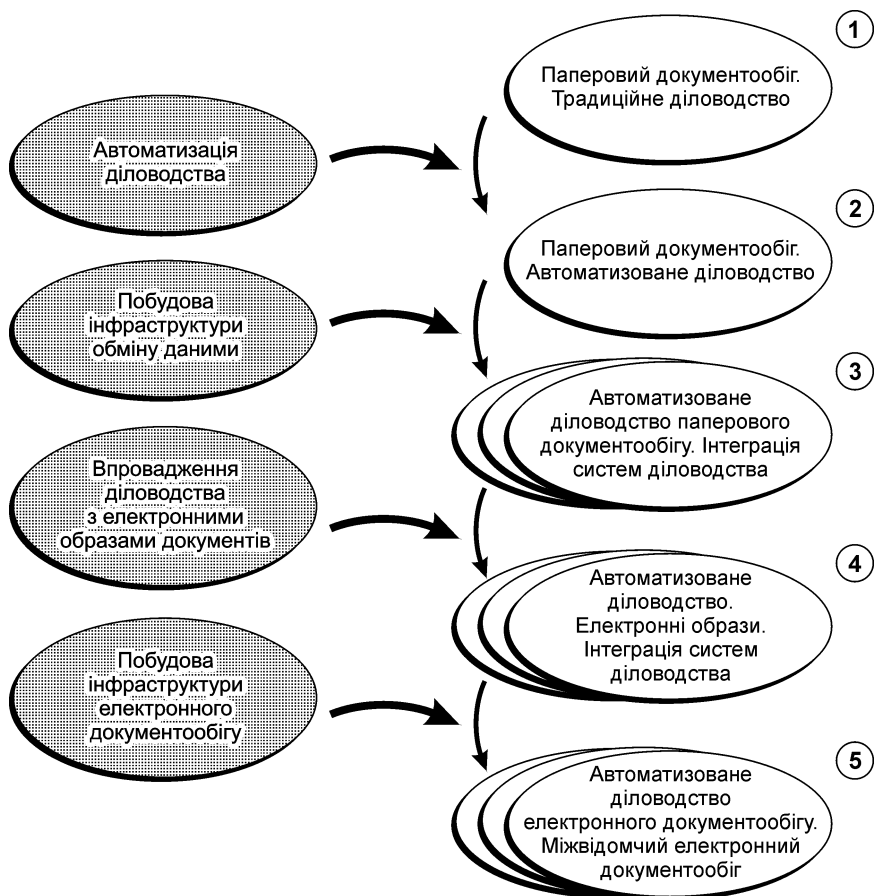 1
Паперовий документообіг.
Традиційне діловодство
Автоматизація
діловодства
2
Паперовий документообіг.
Автоматизоване діловодство
Побудова
інфраструктури
обміну даними
3
Автоматизоване
діловодство паперового
документообігу. Інтеграція
систем діловодства
Впровадження
діловодства
з електронними
образами документів
4
Автоматизоване
діловодство.
Електронні образи.
Інтеграція систем
діловодства
Побудова
інфраструктури
електронного
документообігу
5
Автоматизоване
діловодство
електронного документообігу.
Міжвідомчий електронний
документообіг